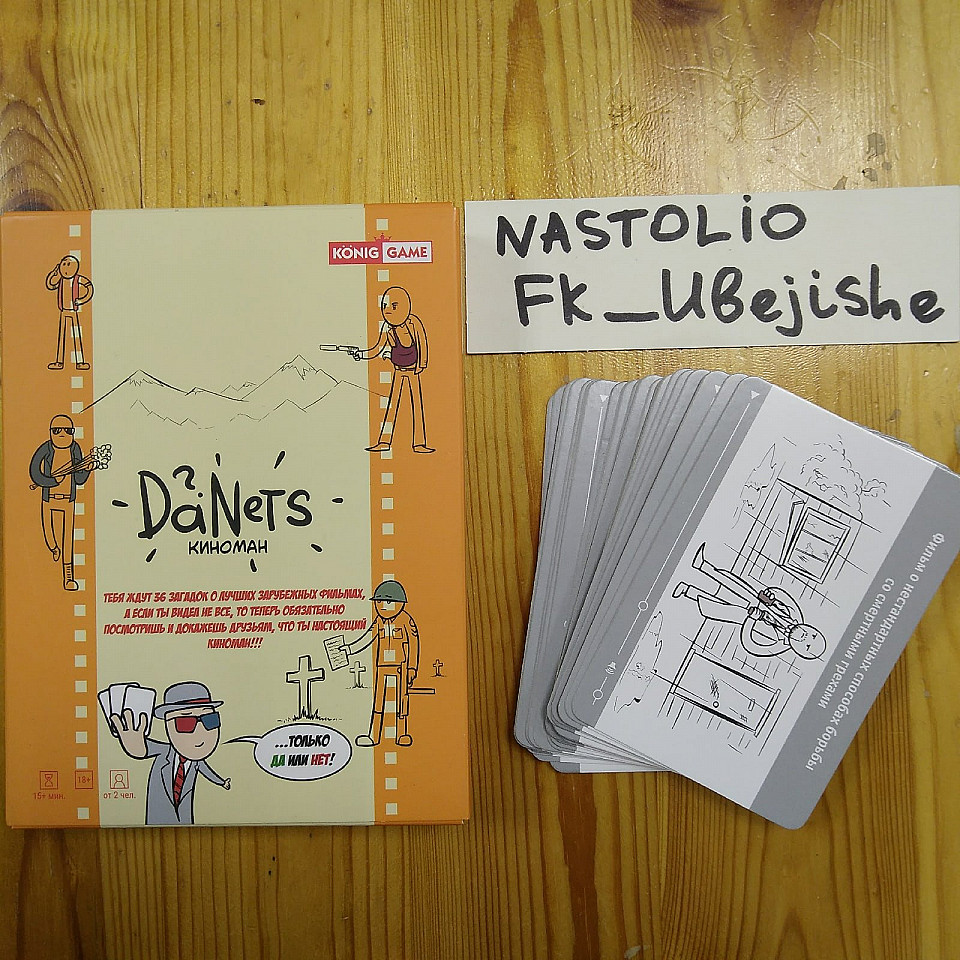 KÖNIG GAME
DaNeтs
?
киноман
ТЕБЯ ЖДУТ 36 ЗАГАДОК О ЛУЧШИХ ЗАРУБЕЖНЫХ ФИЛЬМАХ,
А ЕСЛИ ТЫ ВИДЕЛ НЕ ВСЕ, ТО ТЕПЕРЬ ОБЯЗАТЕЛЬНО
ПОСМОТРИШЬ И ДОКАЖЕШЬ ДРУЗЬЯМ, ЧТО ТЫ НАСТОЯЩИЙ
КИНОМАН!!!
...ТОЛЬКО
ДА ИЛИ НЕТ!
15+ мин.
18+
от 2 чел.
NASTOLiO
FK_UBejiShe
Фильм о нестандартных способах борьбы
со смертными грехами